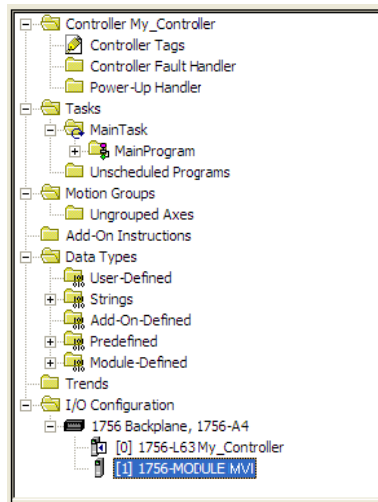 Controller My_Controller
Controller Tags
Controller Fault Handler
Power-Up Handler
Tasks
MainTask
MainProgram
Unscheduled Programs
Motion Groups
Ungrouped Axes
Add-On Instructions
Data Types
User-Defined
Strings
Add-On-Defined
Predefined
Module-Defined
Trends
I/O Configuration
1756 Backplane, 1756-A4
[0] 1756-L63 My_Controller
[1] 1756-MODULE MVI